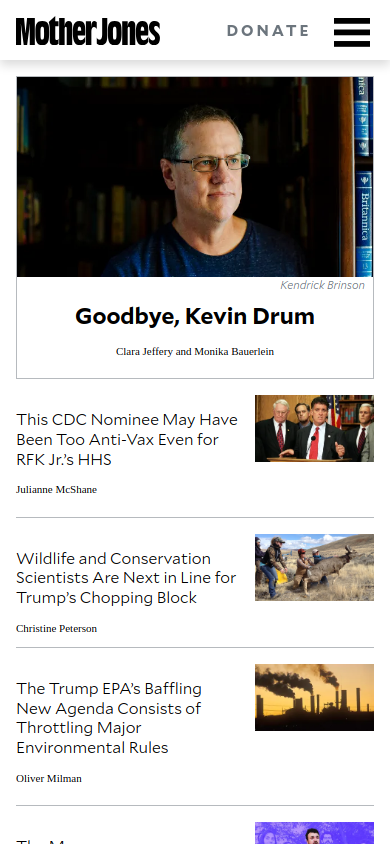 Mother Jones
DONATE
Britannica
Kendrick Brinson
Goodbye, Kevin Drum
Clara Jeffery and Monika Bauerlein
This CDC Nominee May Have
Been Too Anti-Vax Even for
RFK Jr.’s HHS
Julianne McShane
Wildlife and Conservation
Scientists Are Next in Line for
Trump’s Chopping Block
Christine Peterson
The Trump EPA’s Baffling
New Agenda Consists of
Throttling Major
Environmental Rules
Oliver Milman